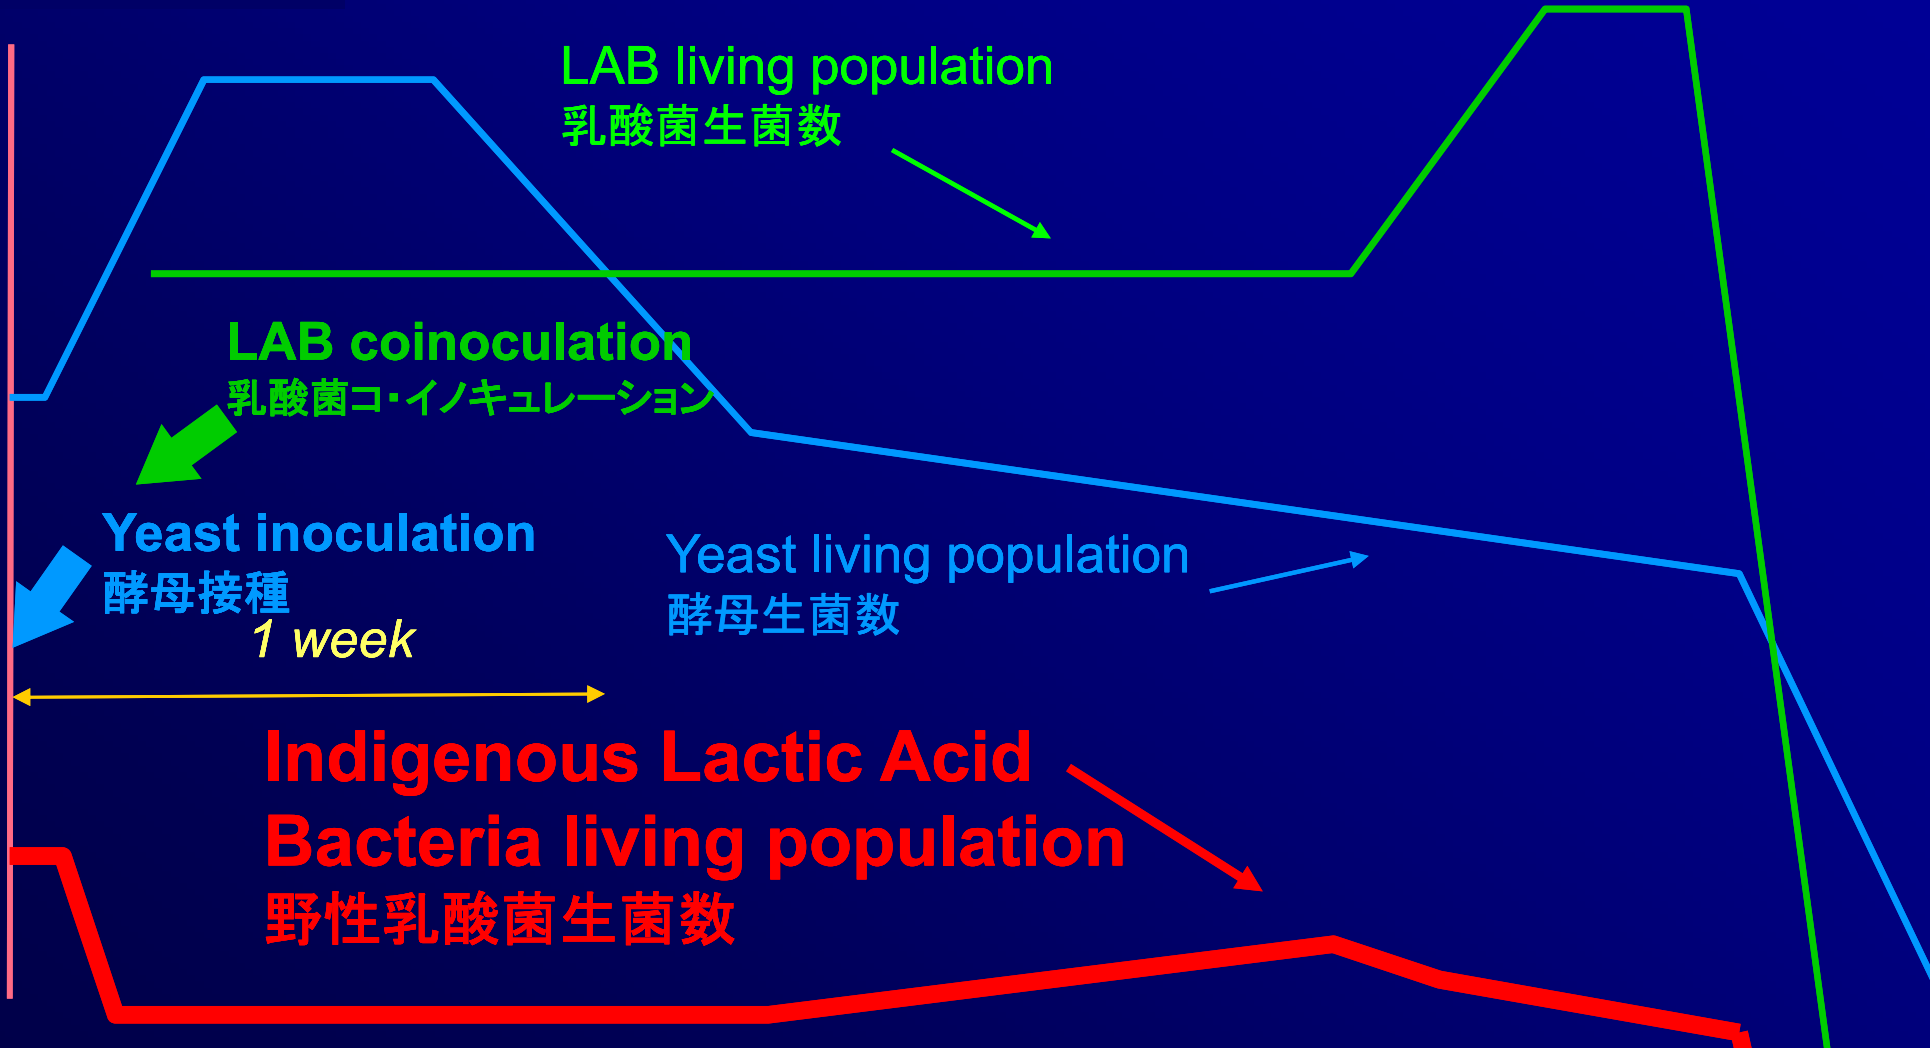 LAB living population
乳酸菌生菌数
LAB coinoculation
乳酸菌コ・イノキュレーション
Yeast inoculation
酵母接種
1 week
Yeast living population
酵母生菌数
Indigenous Lactic Acid
Bacteria living population
野性乳酸菌生菌数